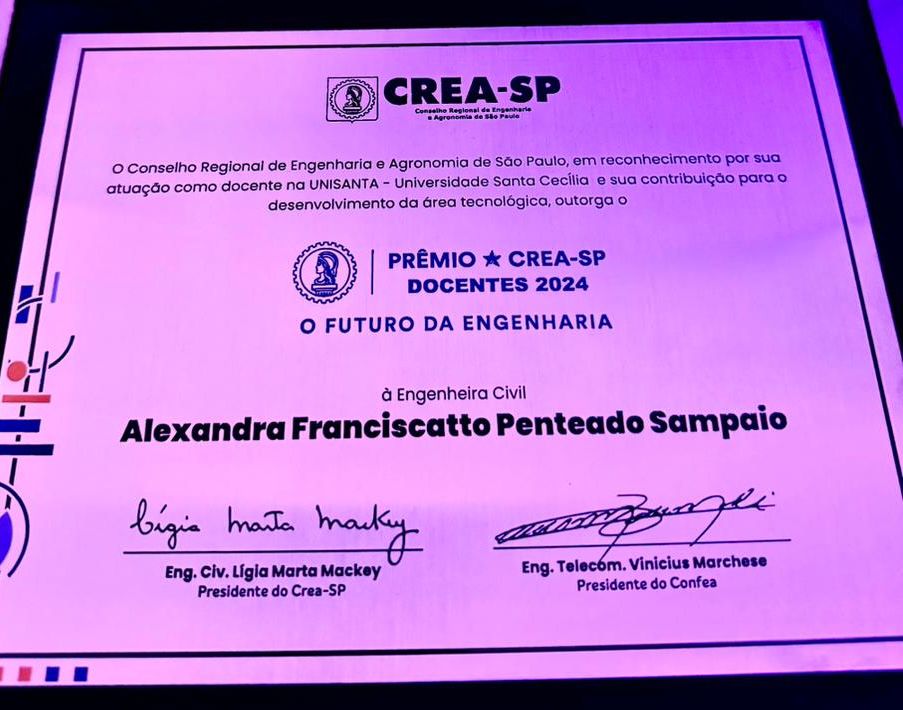 CREA-SP
Conselho Regional de Engenharia
e Agronomia de São Paulo
O Conselho Regional de Engenharia e Agronomia de São Paulo, em reconhecimento por sua
atuação como docente na UNISANTA - Universidade Santa Cecília e sua contribuição para o
desenvolvimento da área tecnológica, outorga o
PRÊMIO ★ CREA-SP
DOCENTES 2024
O FUTURO DA ENGENHARIA
à Engenheira Civil
Alexandra Franciscatto Penteado Sampaio
Lígia Marta Mackey
Eng. Civ. Lígia Marta Mackey
Presidente do Crea-SP
Eng. Telecom. Vinicius Marchese
Presidente do Confea